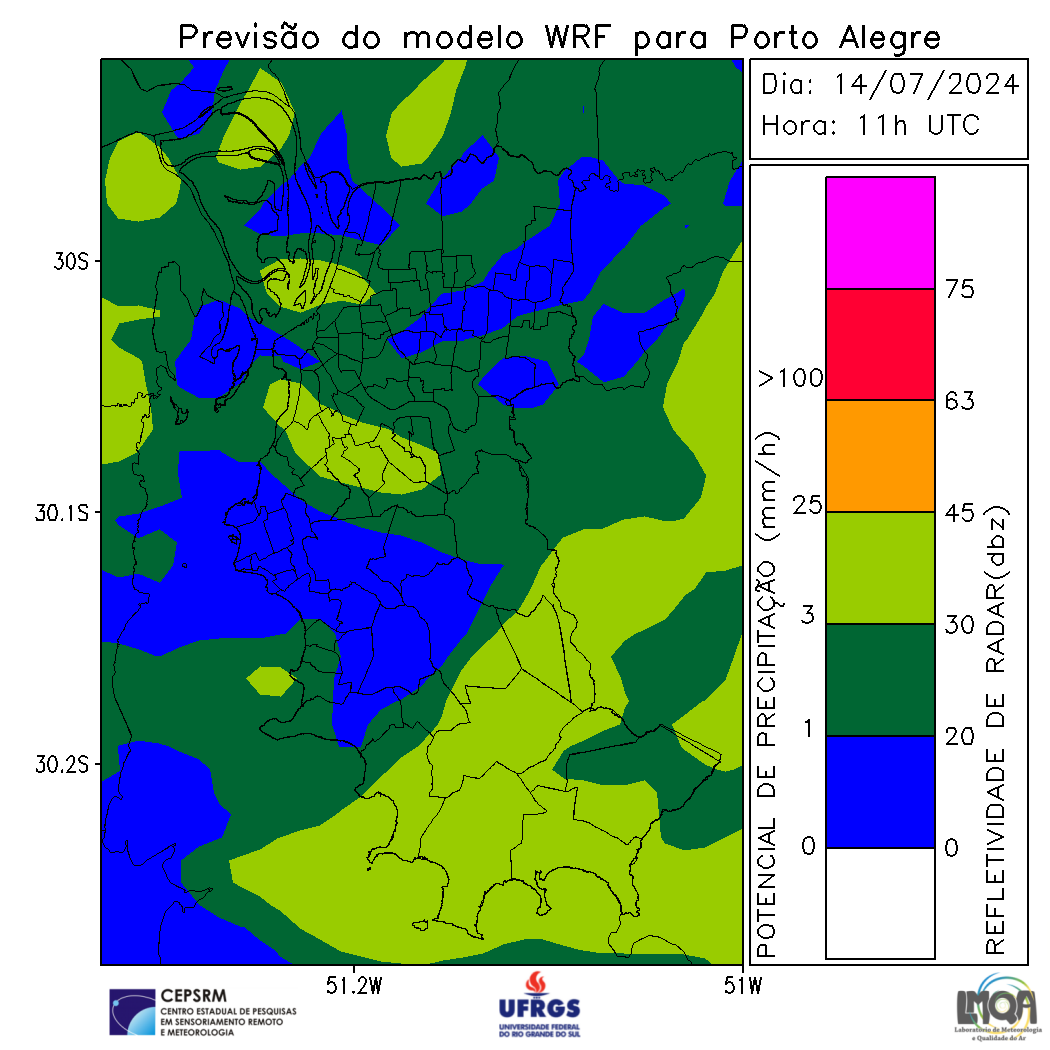 Previsão do modelo WRF para Porto Alegre
Dia: 14/07/2024
Hora: 11h UTC
30S
30.1S
30.2S
51.2W
51W
POTENCIAL DE PRECIPITAÇÃO (mm/h)
>100
25
3
1
0
75
63
45
30
20
0
REFLETIVIDADE DE RADAR(dbz)
CEPSRM
CENTRO ESTADUAL DE PESQUISAS
EM SENSORIAMENTO REMOTO
E METEOROLOGIA
UFRGS
UNIVERSIDADE FEDERAL
DO RIO GRANDE DO SUL
LMQA
Laboratório de Meteorologia
e Qualidade do Ar